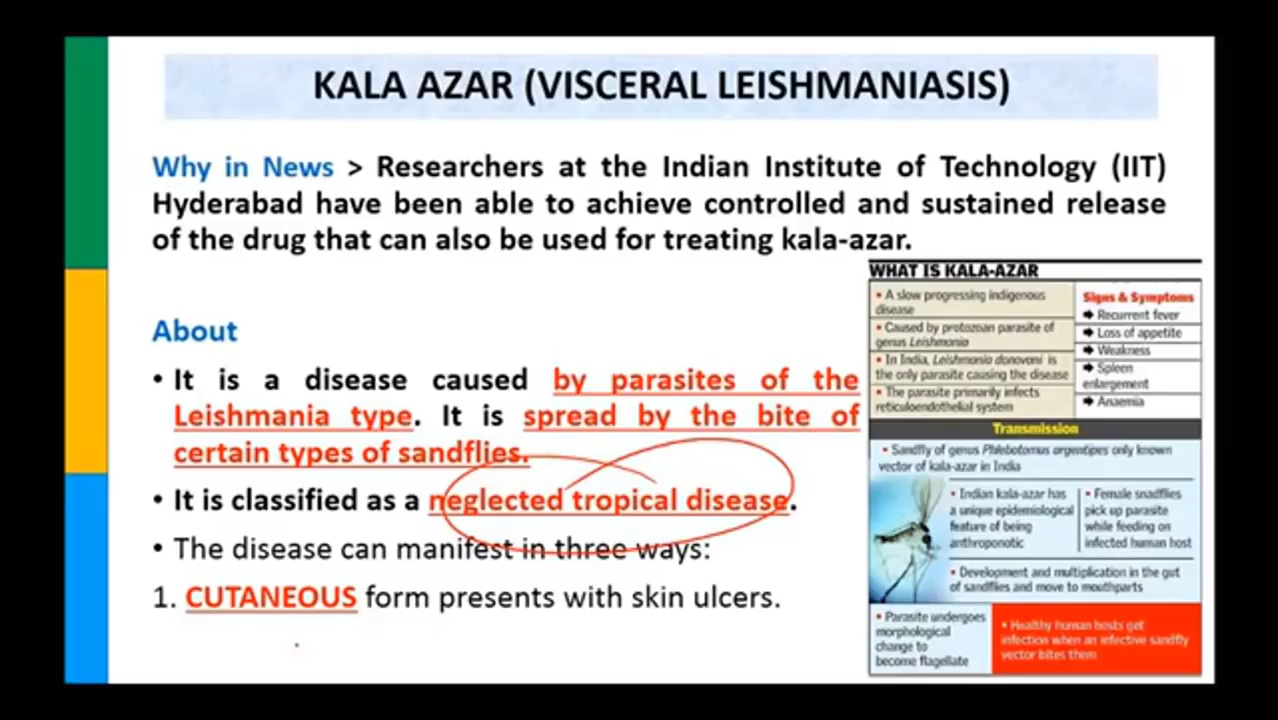 KALA AZAR (VISCERAL LEISHMANIASIS)
Why in News > Researchers at the Indian Institute of Technology (IIT)
Hyderabad have been able to achieve controlled and sustained release
of the drug that can also be used for treating kala-azar.
About
• It is a disease caused by parasites of the
Leishmania type. It is spread by the bite of
certain types of sandflies.
• It is classified as a neglected tropical disease.
• The disease can manifest in three ways:
1. CUTANEOUS form presents with skin ulcers.
WHAT IS KALA-AZAR
• A slow progressing indigenous
disease
• Caused by protozoan parasite of
genus Leishmania
• In India, Leishmania donovani is
the only parasite causing the disease
• The parasite primarily infects
reticuloendothelial system
Signs & Symptoms
➔ Recurrent fever
➔ Loss of appetite
➔ Weakness
➔ Spleen
enlargement
➔ Anaemia
Transmission
• Sandfly of genus Phlebotomus argentipes only known
vector of kala-azar in India
• Indian kala-azar has
a unique epidemiological
feature of being
anthroponotic
• Female snadflies
pick up parasite
while feeding on
infected human host
• Development and multiplication in the gut
of sandflies and move to mouthparts
• Parasite undergoes
morphological
change to
become flagellate
• Healthy human hosts get
infection when an infective sandfly
vector bites them